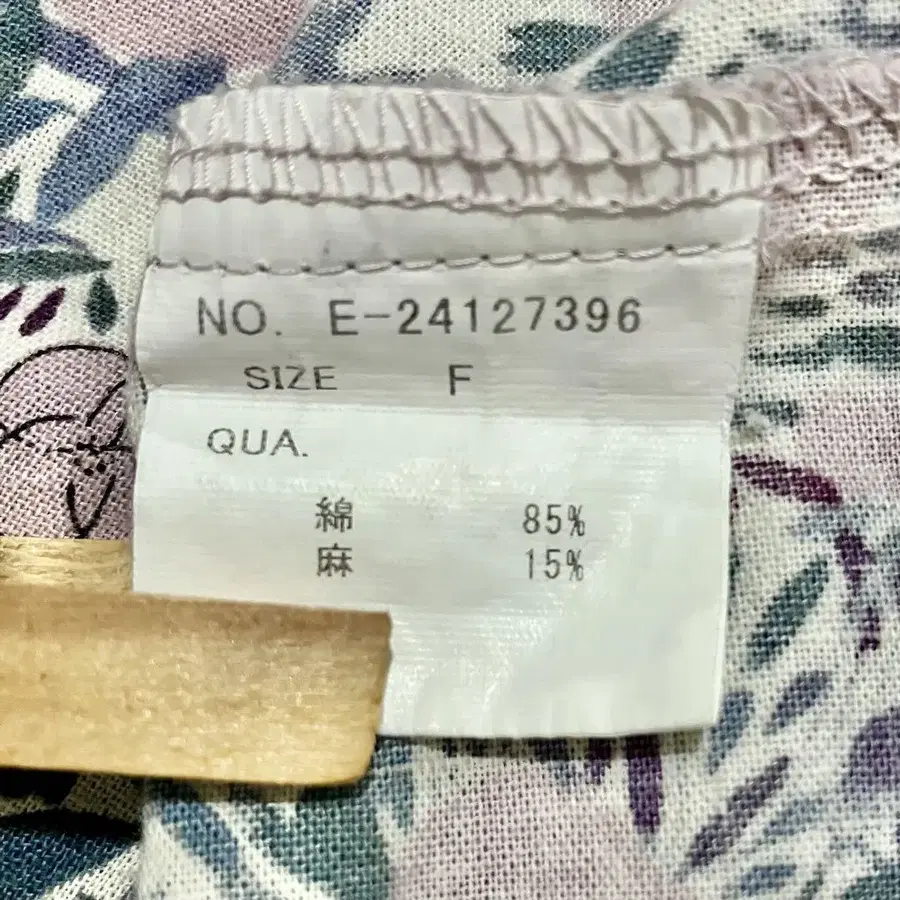 NO. E-24127396
SIZE F
QUA.
綿 85%
麻 15%